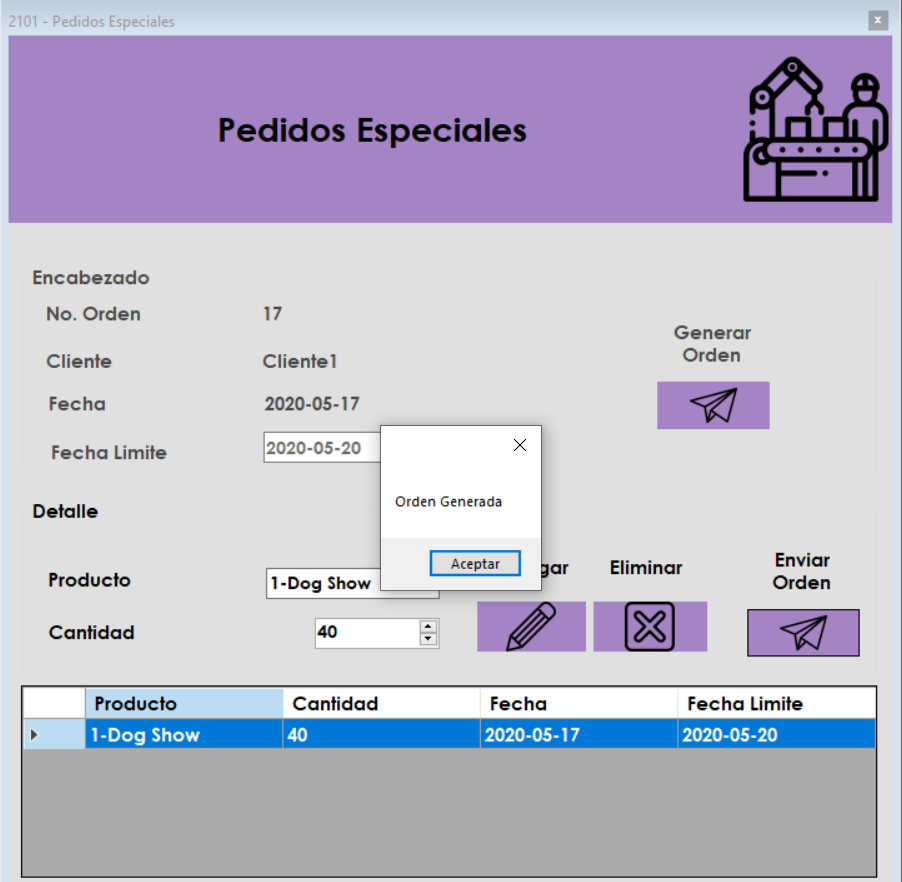 2101 - Pedidos Especiales
Pedidos Especiales
Encabezado
No. Orden 17
Cliente Cliente1
Fecha 2020-05-17
Fecha Limite 2020-05-20
Generar
Orden
Orden Generada
Aceptar
Detalle
Producto 1-Dog Show
Cantidad 40
gar
Eliminar
Enviar
Orden
Producto Cantidad Fecha Fecha Limite
1-Dog Show 40 2020-05-17 2020-05-20